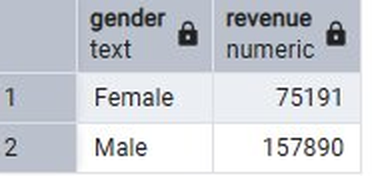 gender revenue
text numeric
1 Female 75191
2 Male 157890